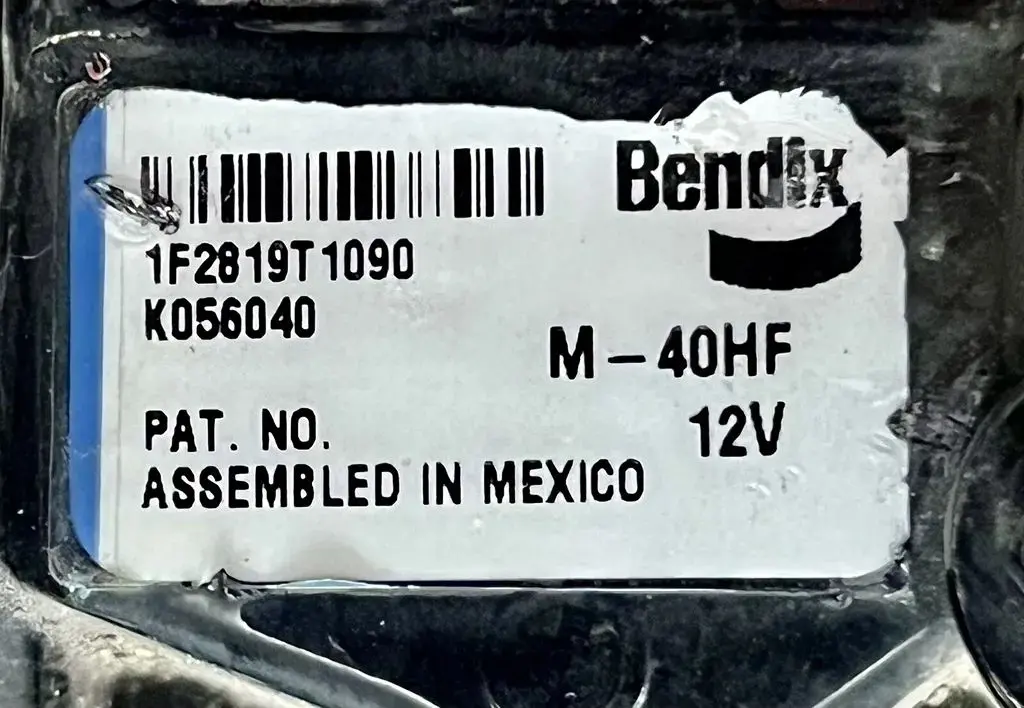 Bendix
1F2819T1090
K056040
M-40HF
PAT. NO.
12V
ASSEMBLED IN MEXICO